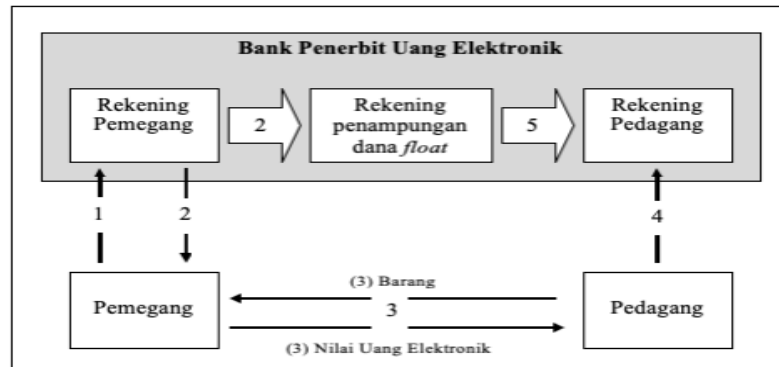 Bank Penerbit Uang Elektronik
Rekening
Pemegang
2
Rekening
penampungan
dana float
5
Rekening
Pedagang
1
2
4
Pemegang
(3) Barang
3
(3) Nilai Uang Elektronik
Pedagang